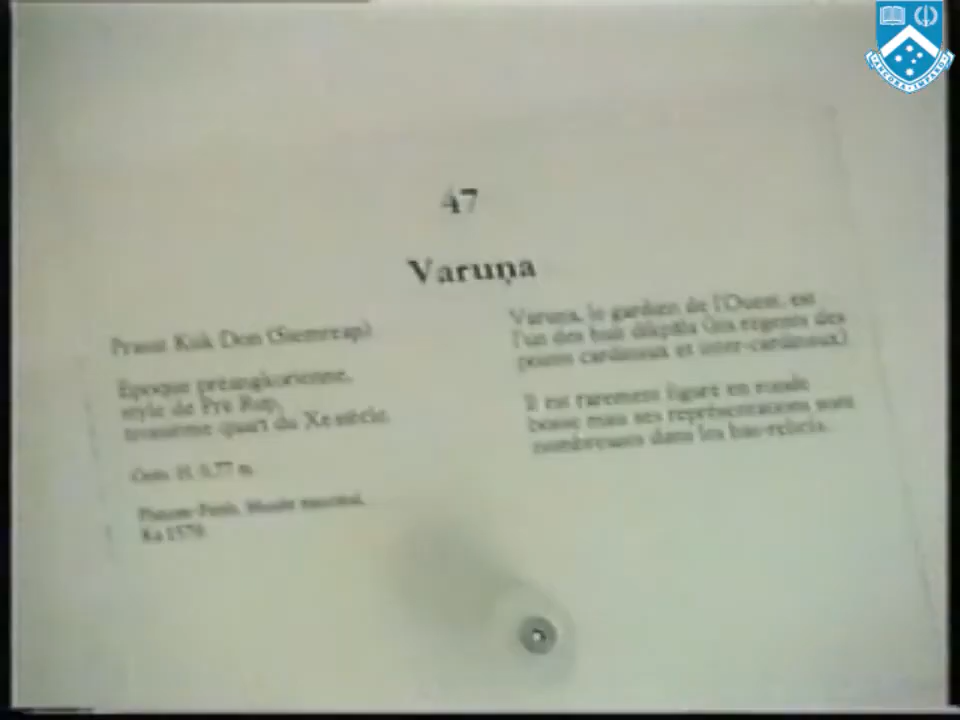 47
Varuṇa
Prasat Kuk Don (Siemreap)
Epoque préangkorienne,
style de Pre Rup,
troisième quart du Xe siècle
Grès. H. 0,77 m.
Phnom-Penh, Musée national,
Ka 1579.
Varuna, le gardien de l'Ouest, est
l'un des huit dikpāla (les régents des
points cardinaux et inter-cardinaux)
Il est rarement figuré en ronde
bosse mais ses représentations sont
nombreuses dans les bas-reliefs.
ANCORA IMPARO